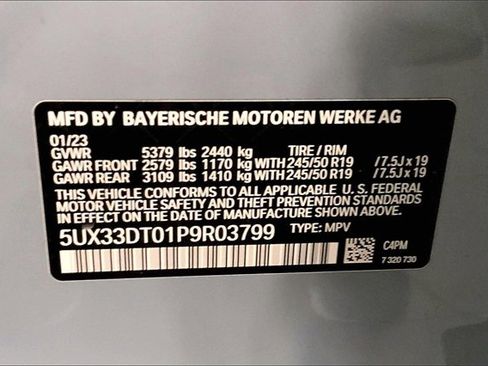 MFD BY BAYERISCHE MOTOREN WERKE AG
01/23
GVWR 5379 lbs 2440 kg TIRE / RIM
GAWR FRONT 2579 lbs 1170 kg WITH 245/50 R19 /7.5J x 19
GAWR REAR 3109 lbs 1410 kg WITH 245/50 R19 /7.5J x 19
THIS VEHICLE CONFORMS TO ALL APPLICABLE U. S. FEDERAL
MOTOR VEHICLE SAFETY AND THEFT PREVENTION STANDARDS
IN EFFECT ON THE DATE OF MANUFACTURE SHOWN ABOVE.
5UX33DT01P9R03799 TYPE: MPV
C4PM
7 320 730